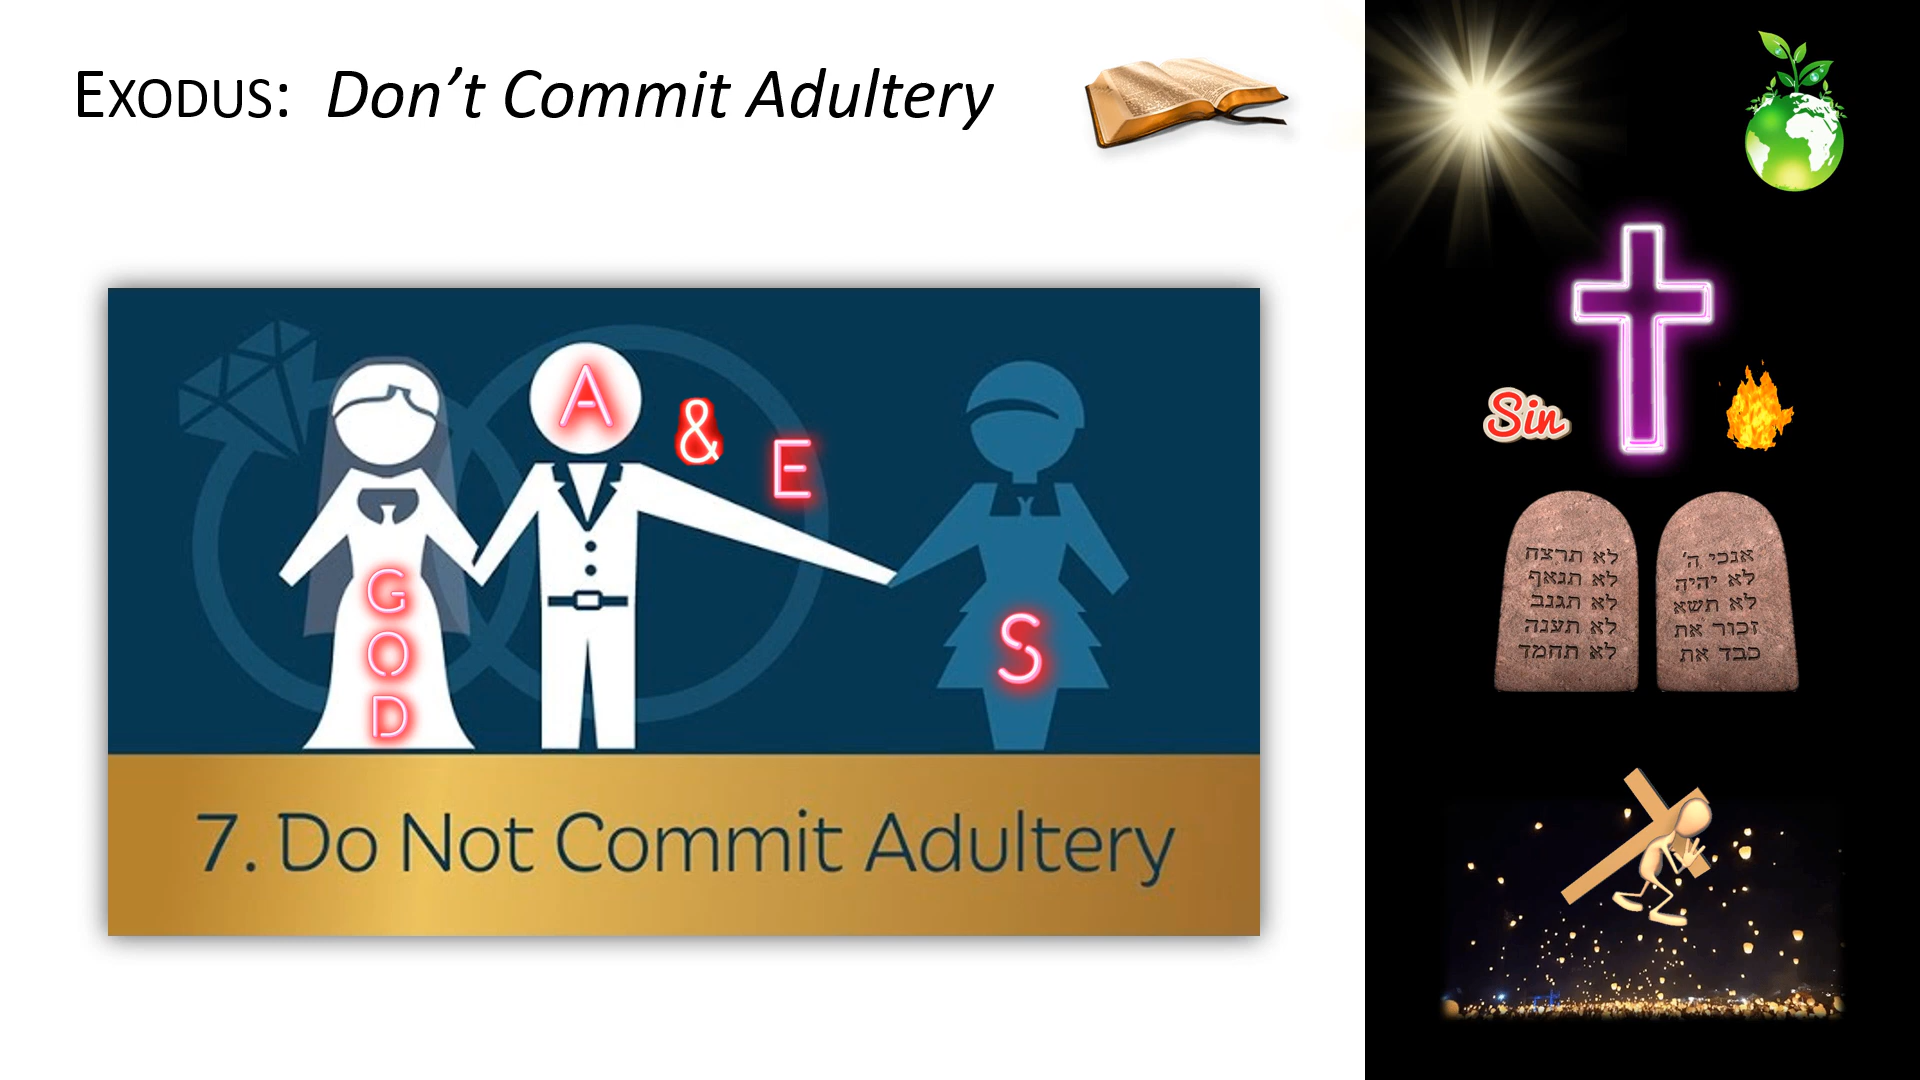 EXODUS: Don’t Commit Adultery
A
&
E
G
O
D
S
7. Do Not Commit Adultery
Sin
אנכי ה'
לא יהיה
לא תשא
זכור את
כבד את
לא תרצח
לא תנאף
לא תגנב
לא תענה
לא תחמד